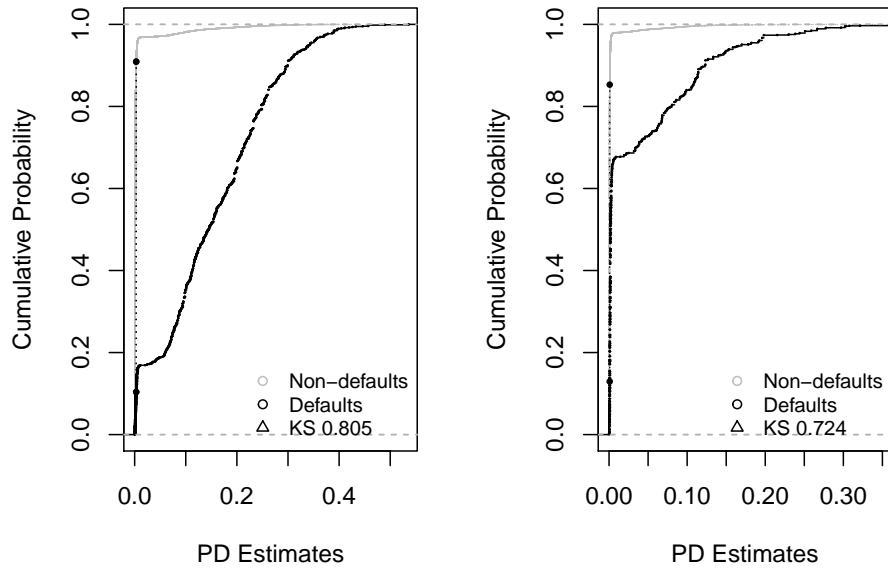 Cumulative Probability
1.0
0.8
0.6
0.4
0.2
0.0
Non−defaults
Defaults
KS 0.805
0.0
0.2
0.4
PD Estimates
Cumulative Probability
1.0
0.8
0.6
0.4
0.2
0.0
Non−defaults
Defaults
KS 0.724
0.00
0.10
0.20
0.30
PD Estimates